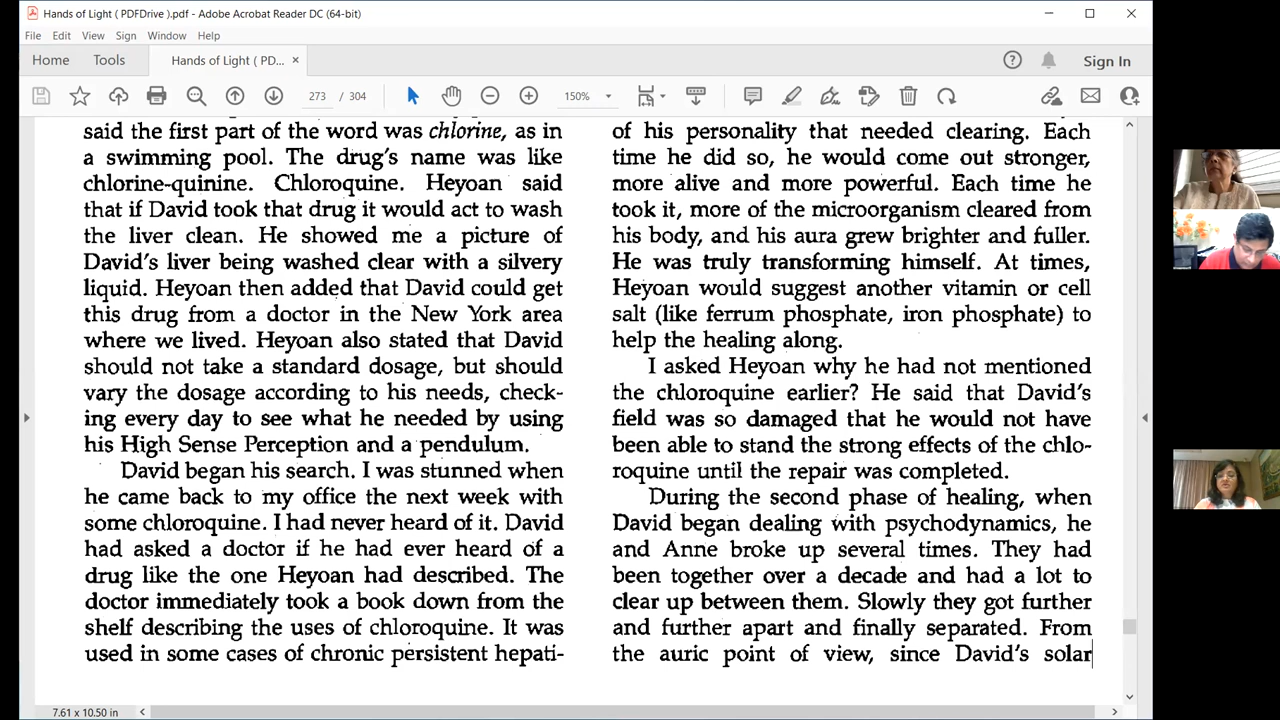 Hands of Light ( PDFDrive ).pdf - Adobe Acrobat Reader DC (64-bit)
File Edit View Sign Window Help
Home Tools Hands of Light ( PD... × Sign In
273 / 304 150%
said the first part of the word was chlorine, as in
a swimming pool. The drug's name was like
chlorine-quinine. Chloroquine. Heyoan said
that if David took that drug it would act to wash
the liver clean. He showed me a picture of
David's liver being washed clear with a silvery
liquid. Heyoan then added that David could get
this drug from a doctor in the New York area
where we lived. Heyoan also stated that David
should not take a standard dosage, but should
vary the dosage according to his needs, check-
ing every day to see what he needed by using
his High Sense Perception and a pendulum.
David began his search. I was stunned when
he came back to my office the next week with
some chloroquine. I had never heard of it. David
had asked a doctor if he had ever heard of a
drug like the one Heyoan had described. The
doctor immediately took a book down from the
shelf describing the uses of chloroquine. It was
used in some cases of chronic persistent hepati-
of his personality that needed clearing. Each
time he did so, he would come out stronger,
more alive and more powerful. Each time he
took it, more of the microorganism cleared from
his body, and his aura grew brighter and fuller.
He was truly transforming himself. At times,
Heyoan would suggest another vitamin or cell
salt (like ferrum phosphate, iron phosphate) to
help the healing along.
I asked Heyoan why he had not mentioned
the chloroquine earlier? He said that David's
field was so damaged that he would not have
been able to stand the strong effects of the chlo-
roquine until the repair was completed.
During the second phase of healing, when
David began dealing with psychodynamics, he
and Anne broke up several times. They had
been together over a decade and had a lot to
clear up between them. Slowly they got further
and further apart and finally separated. From
the auric point of view, since David's solar
7.61 x 10.50 in